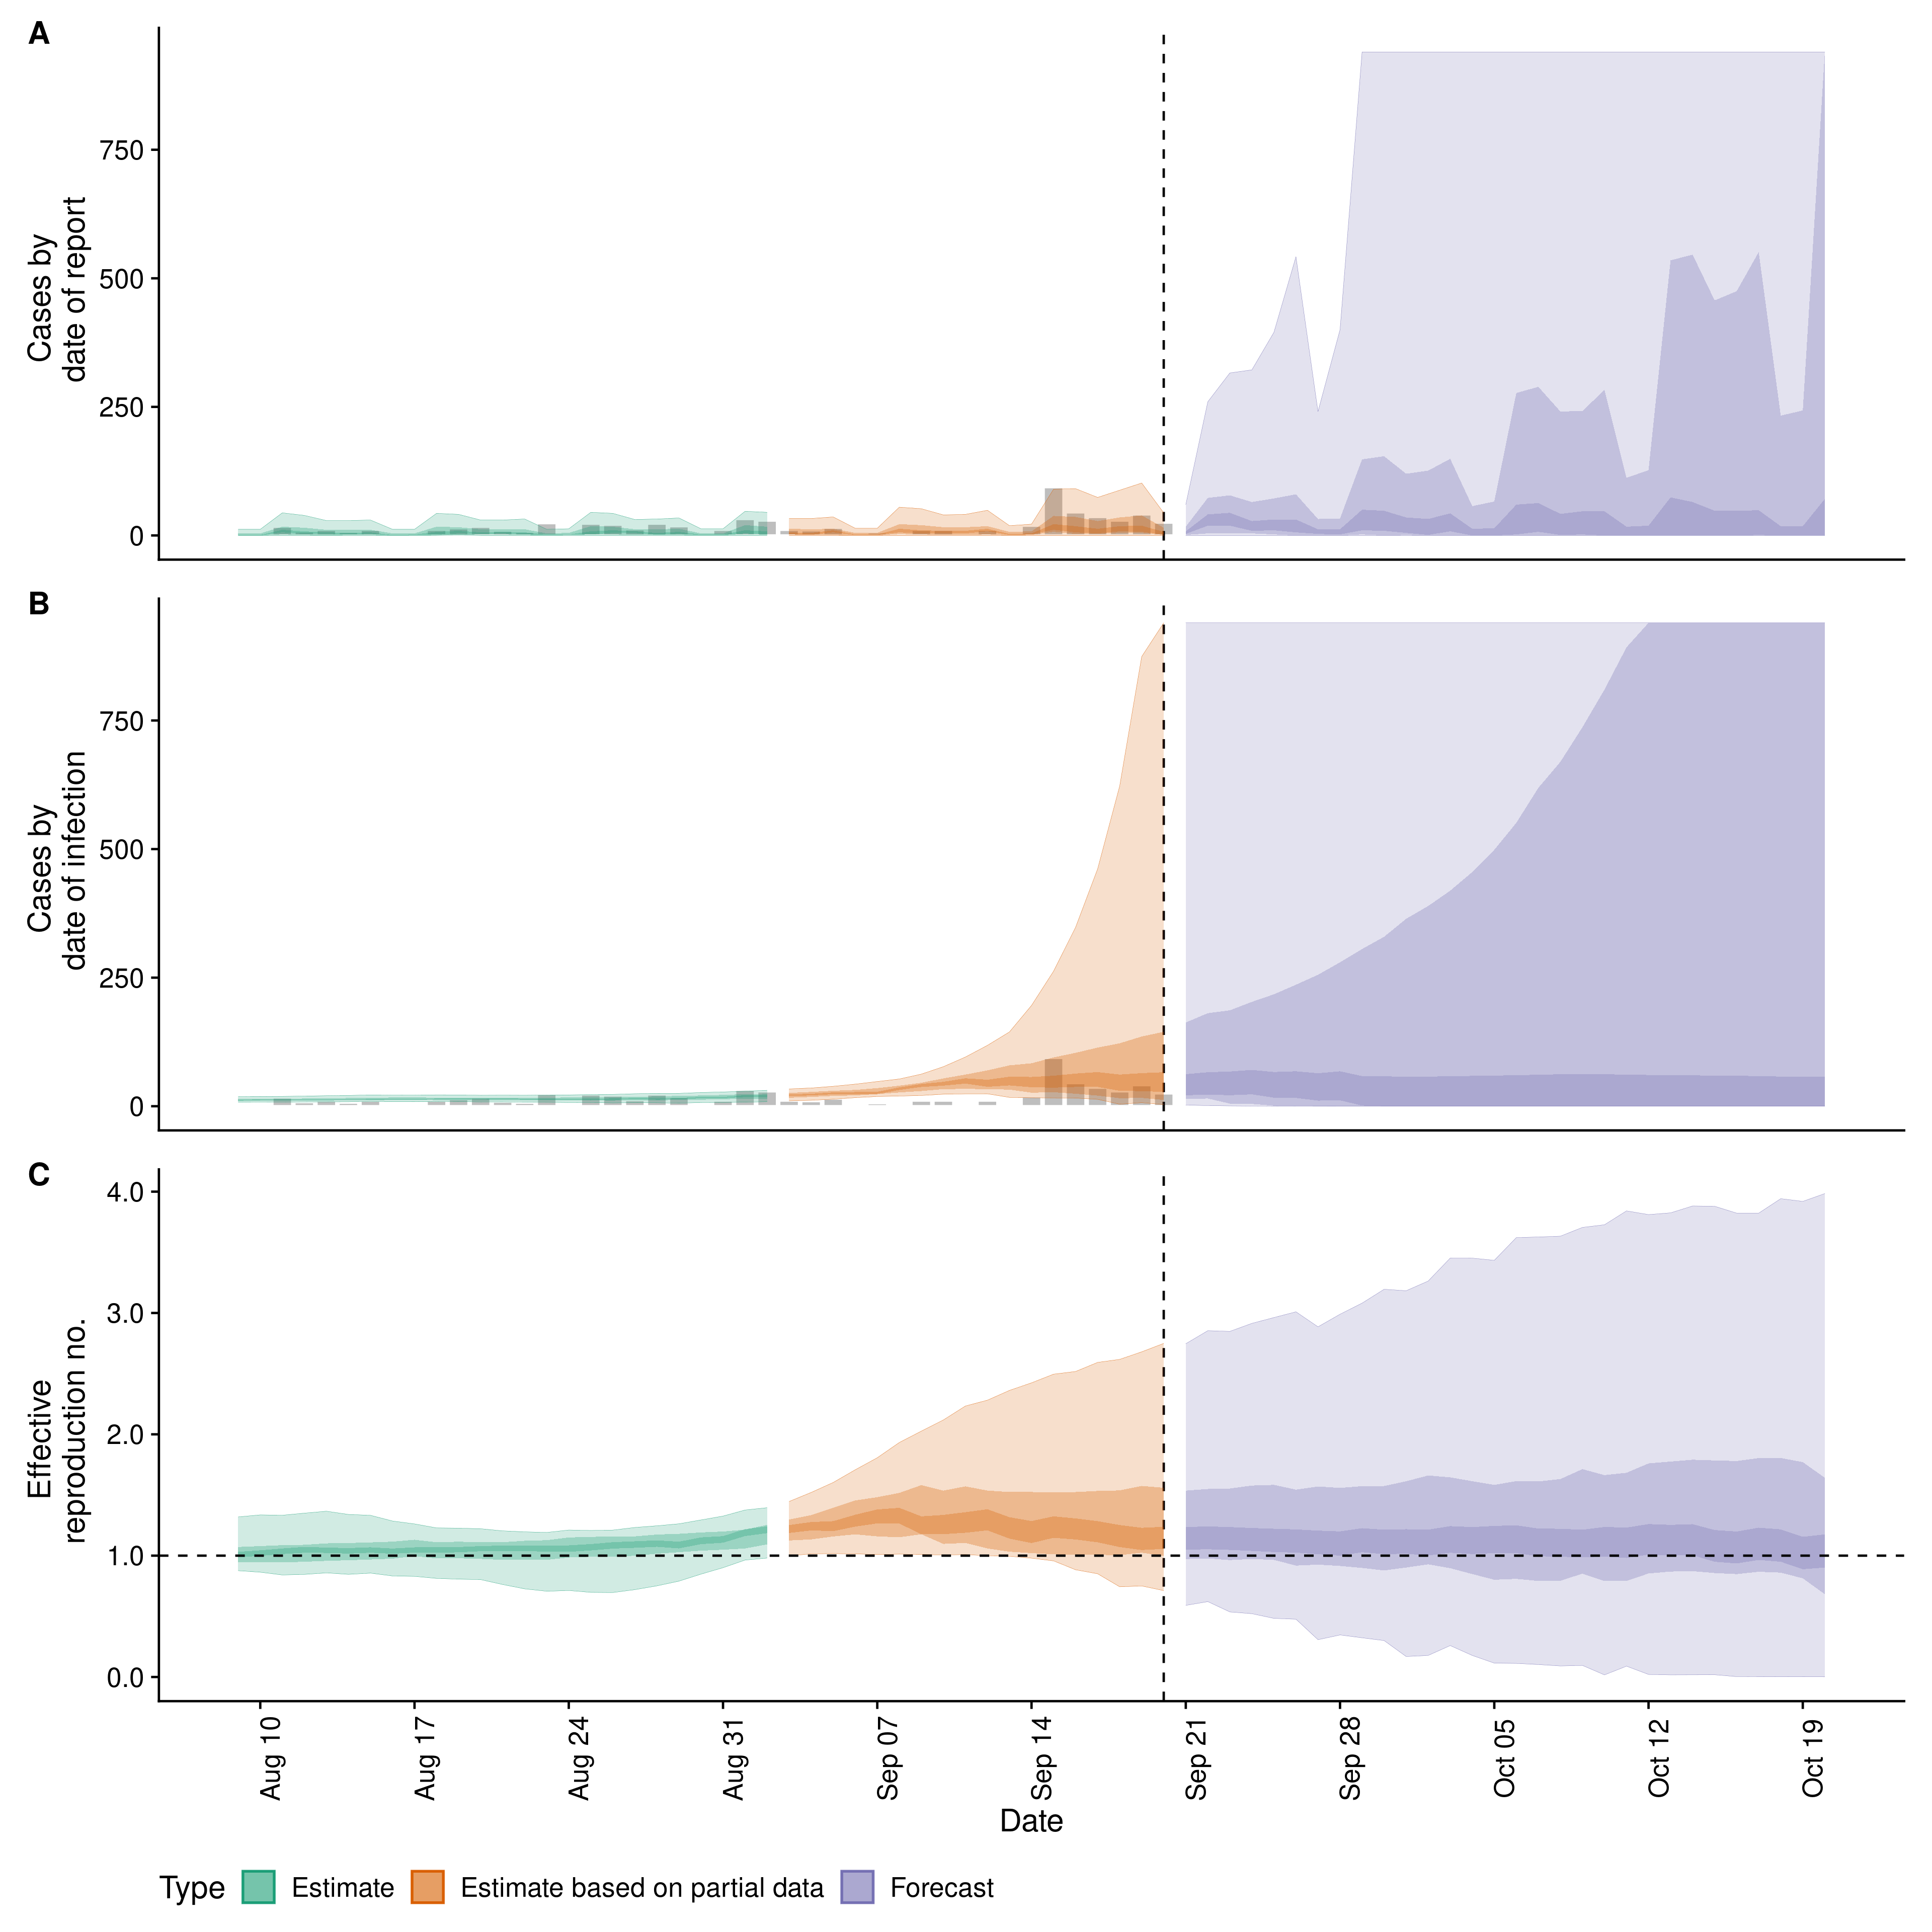 A
Cases by
date of report
750
500
250
0
B
Cases by
date of infection
750
500
250
0
C
Effective
reproduction no.
4.0
3.0
2.0
1.0
0.0
Aug 10
Aug 17
Aug 24
Aug 31
Sep 07
Sep 14
Sep 21
Sep 28
Oct 05
Oct 12
Oct 19
Date
Type Estimate Estimate based on partial data Forecast